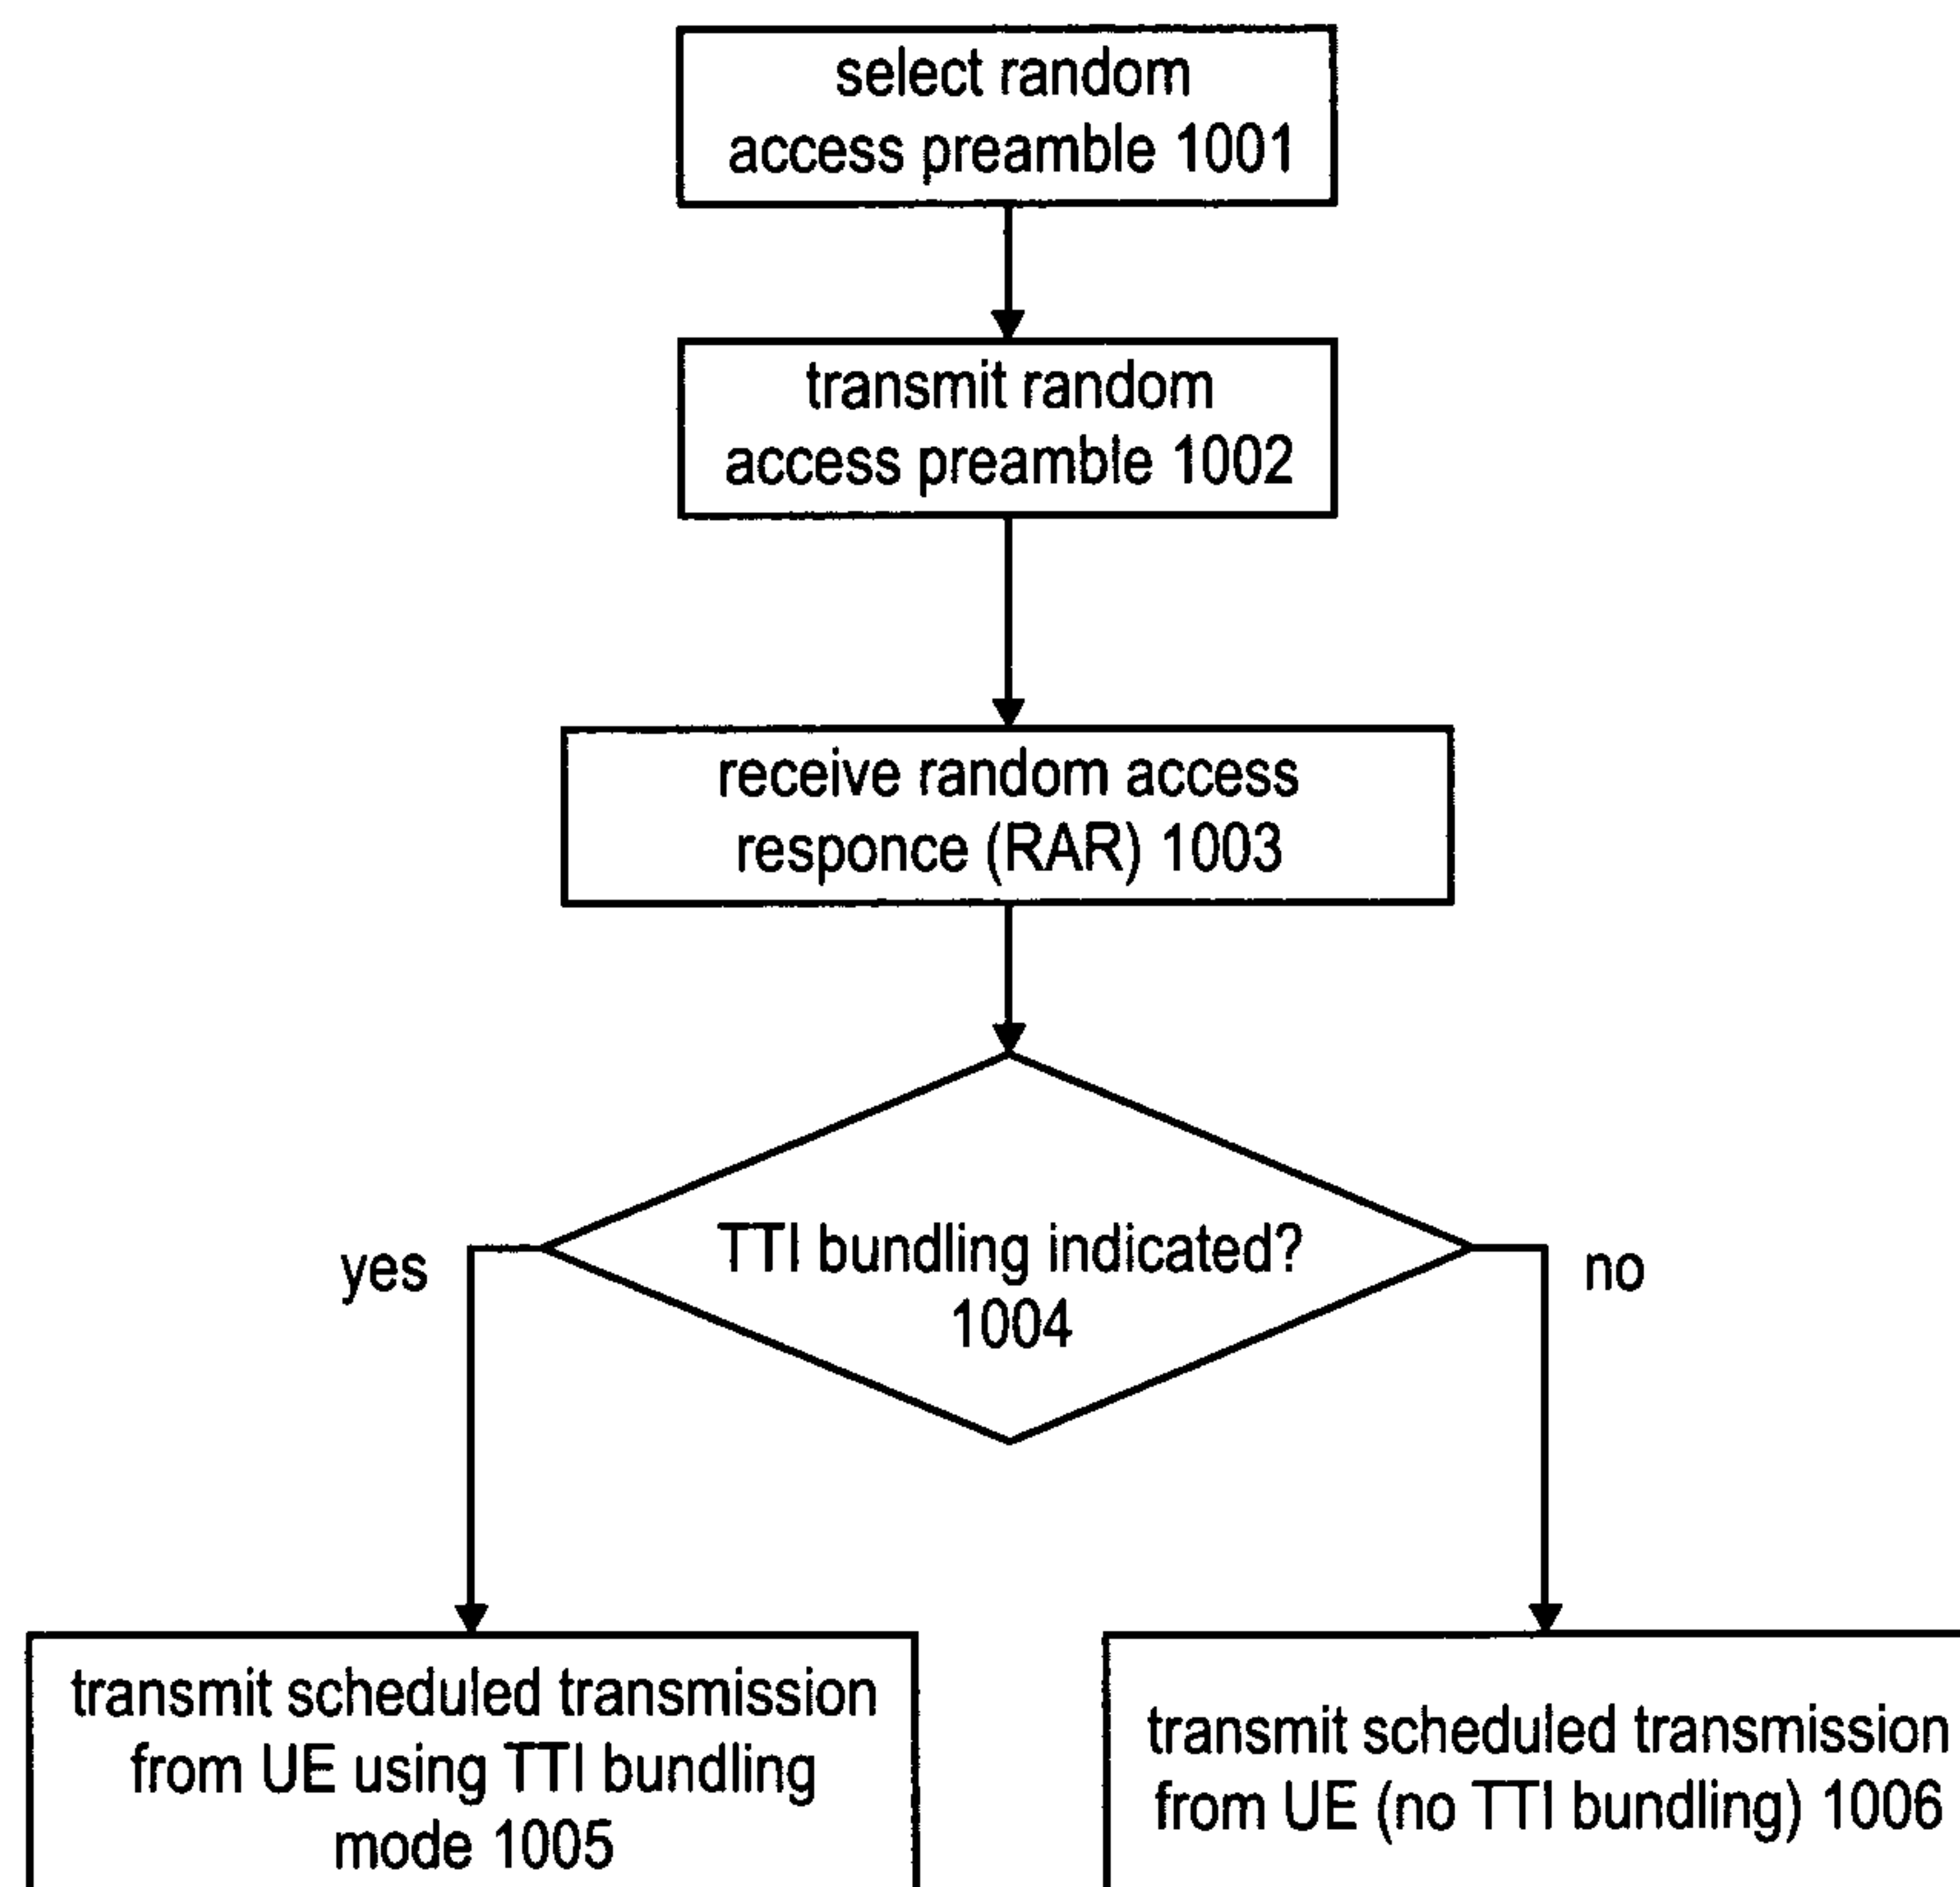 select random
access preamble 1001
transmit random
access preamble 1002
receive random access
responce (RAR) 1003
TTI bundling indicated?
1004
yes
no
transmit scheduled transmission
from UE using TTI bundling
mode 1005
transmit scheduled transmission
from UE (no TTI bundling) 1006